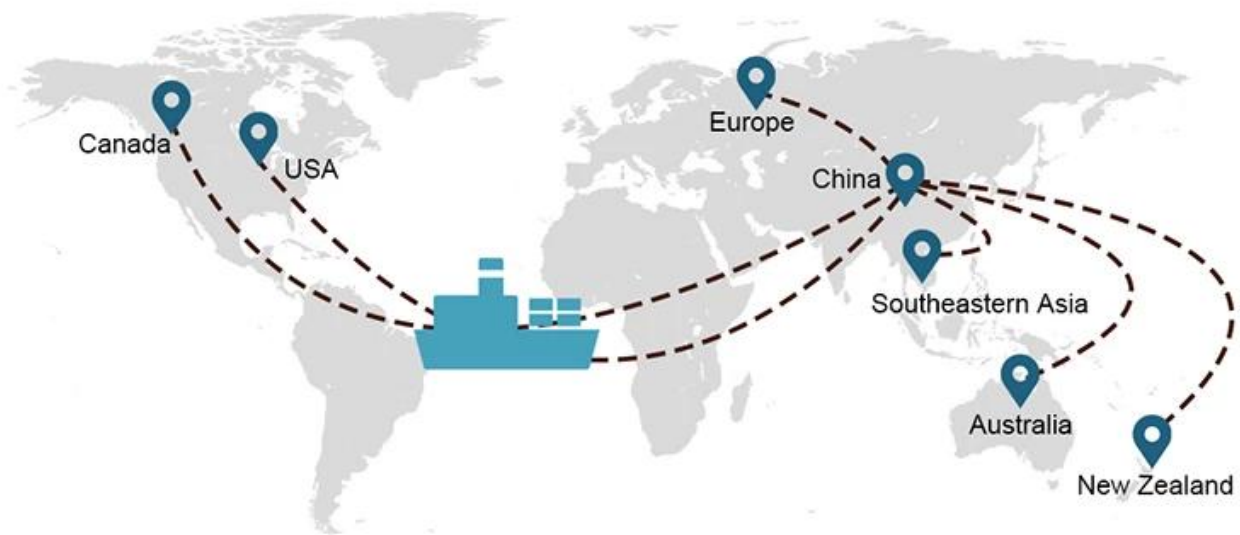 Canada
USA
Europe
China
Southeastern Asia
Australia
New Zealand